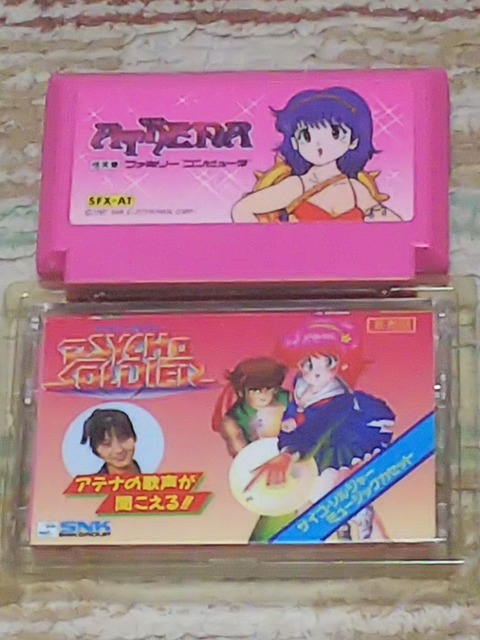 ATHENA
ファミリー コンピュータ
SFX-AT
PSYCHO
SOLDIER
アテナの歌声が
聞こえる!!
サイコソルジャー
ミュージックカセット
SNK